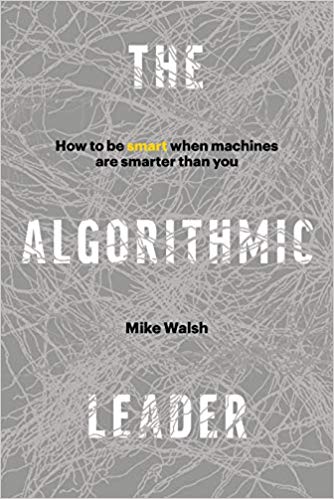 THE
How to be smart when machines
are smarter than you
ALGORITHMIC
Mike Walsh
LEADER